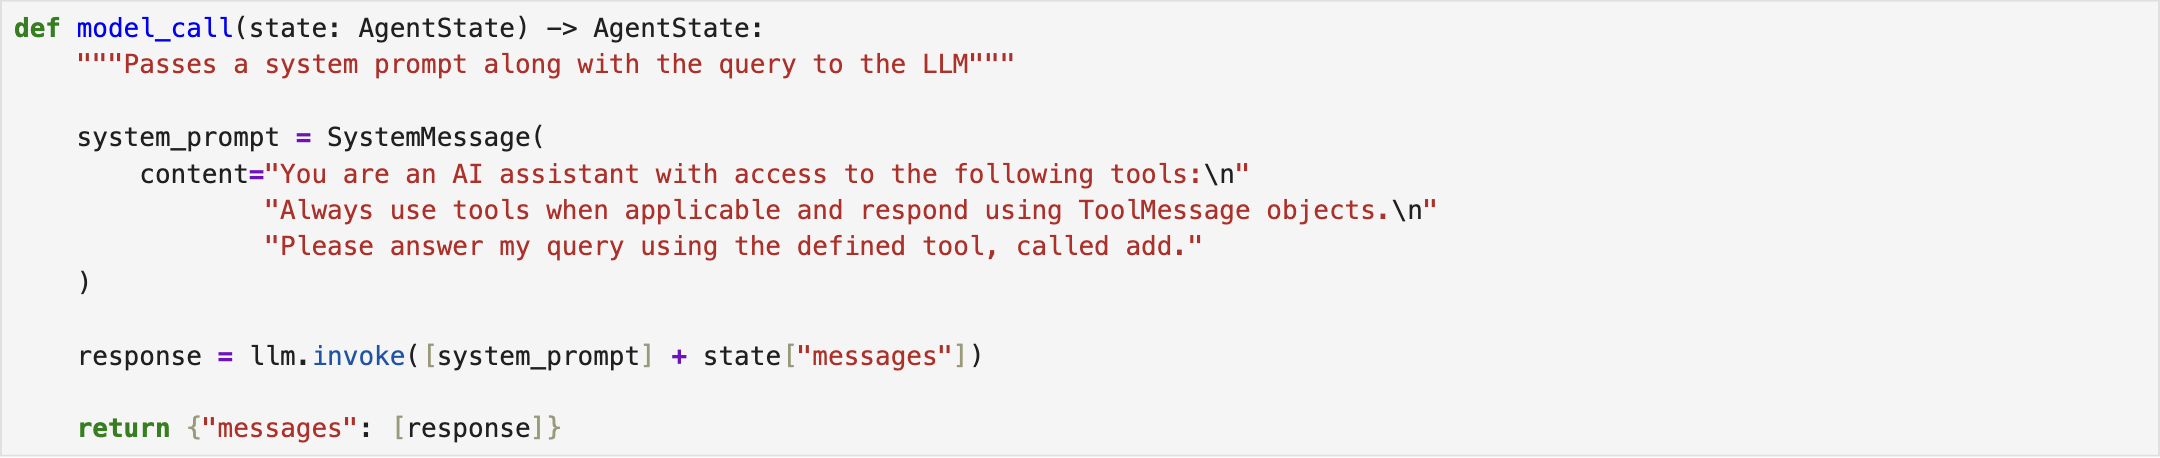 def model_call(state: AgentState) -> AgentState:
    """Passes a system prompt along with the query to the LLM"""

    system_prompt = SystemMessage(
        content="You are an AI assistant with access to the following tools:\n"
                "Always use tools when applicable and respond using ToolMessage objects.\n"
                "Please answer my query using the defined tool, called add."
    )

    response = llm.invoke([system_prompt] + state["messages"])

    return {"messages": [response]}